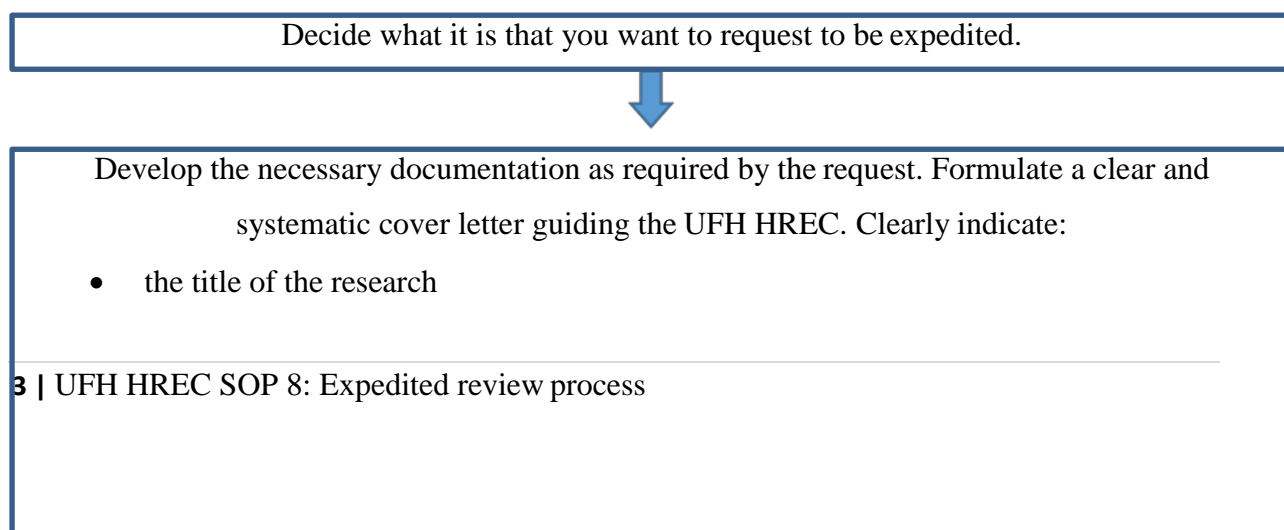 Decide what it is that you want to request to be expedited.
Develop the necessary documentation as required by the request. Formulate a clear and
systematic cover letter guiding the UFH HREC. Clearly indicate:
• the title of the research
3 | UFH HREC SOP 8: Expedited review process